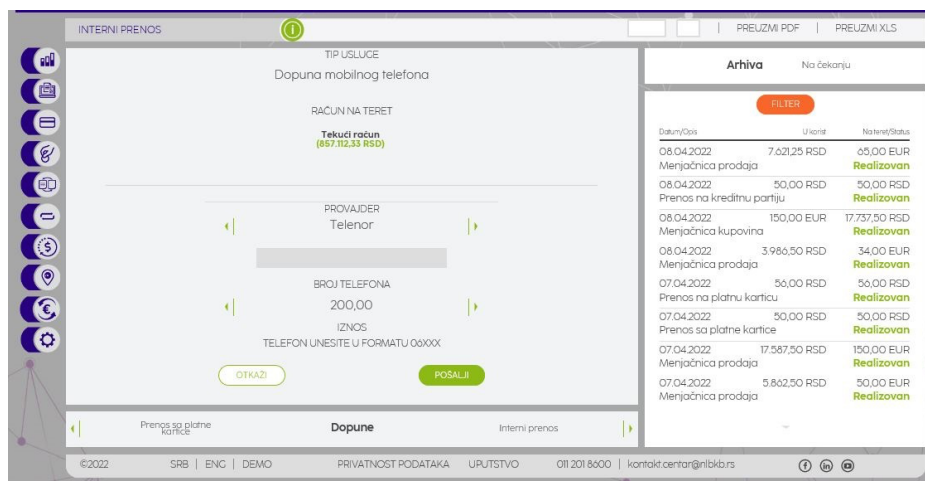 INTERNI PRENOS
i
| PREUZMI PDF | PREUZMI XLS
TIP USLUGE
Dopuna mobilnog telefona
RAČUN NA TERET
Tekući račun
(857.112,33 RSD)
PROVAJDER
Telenor
BROJ TELEFONA
200,00
IZNOS
TELEFON UNESITE U FORMATU 06XXX
OTKAŽI
POŠALJI
Prenos sa platne
kartice
Dopune
Interni prenos
Arhiva
Na čekanju
FILTER
Datum/Opis U korist Na teret/Status
08.04.2022 7.621,25 RSD 65,00 EUR
Menjačnica prodaja Realizovan
08.04.2022 50,00 RSD 50,00 RSD
Prenos na kreditnu partiju Realizovan
08.04.2022 150,00 EUR 17.737,50 RSD
Menjačnica kupovina Realizovan
08.04.2022 3.986,50 RSD 34,00 EUR
Menjačnica prodaja Realizovan
07.04.2022 56,00 RSD 56,00 RSD
Prenos na platnu karticu Realizovan
07.04.2022 50,00 RSD 50,00 RSD
Prenos sa platne kartice Realizovan
07.04.2022 17.587,50 RSD 150,00 EUR
Menjačnica prodaja Realizovan
07.04.2022 5.862,50 RSD 50,00 EUR
Menjačnica prodaja Realizovan
©2022 SRB | ENG | DEMO PRIVATNOST PODATAKA UPUTSTVO 011 201 8600 | kontakt.centar@nlbkb.rs